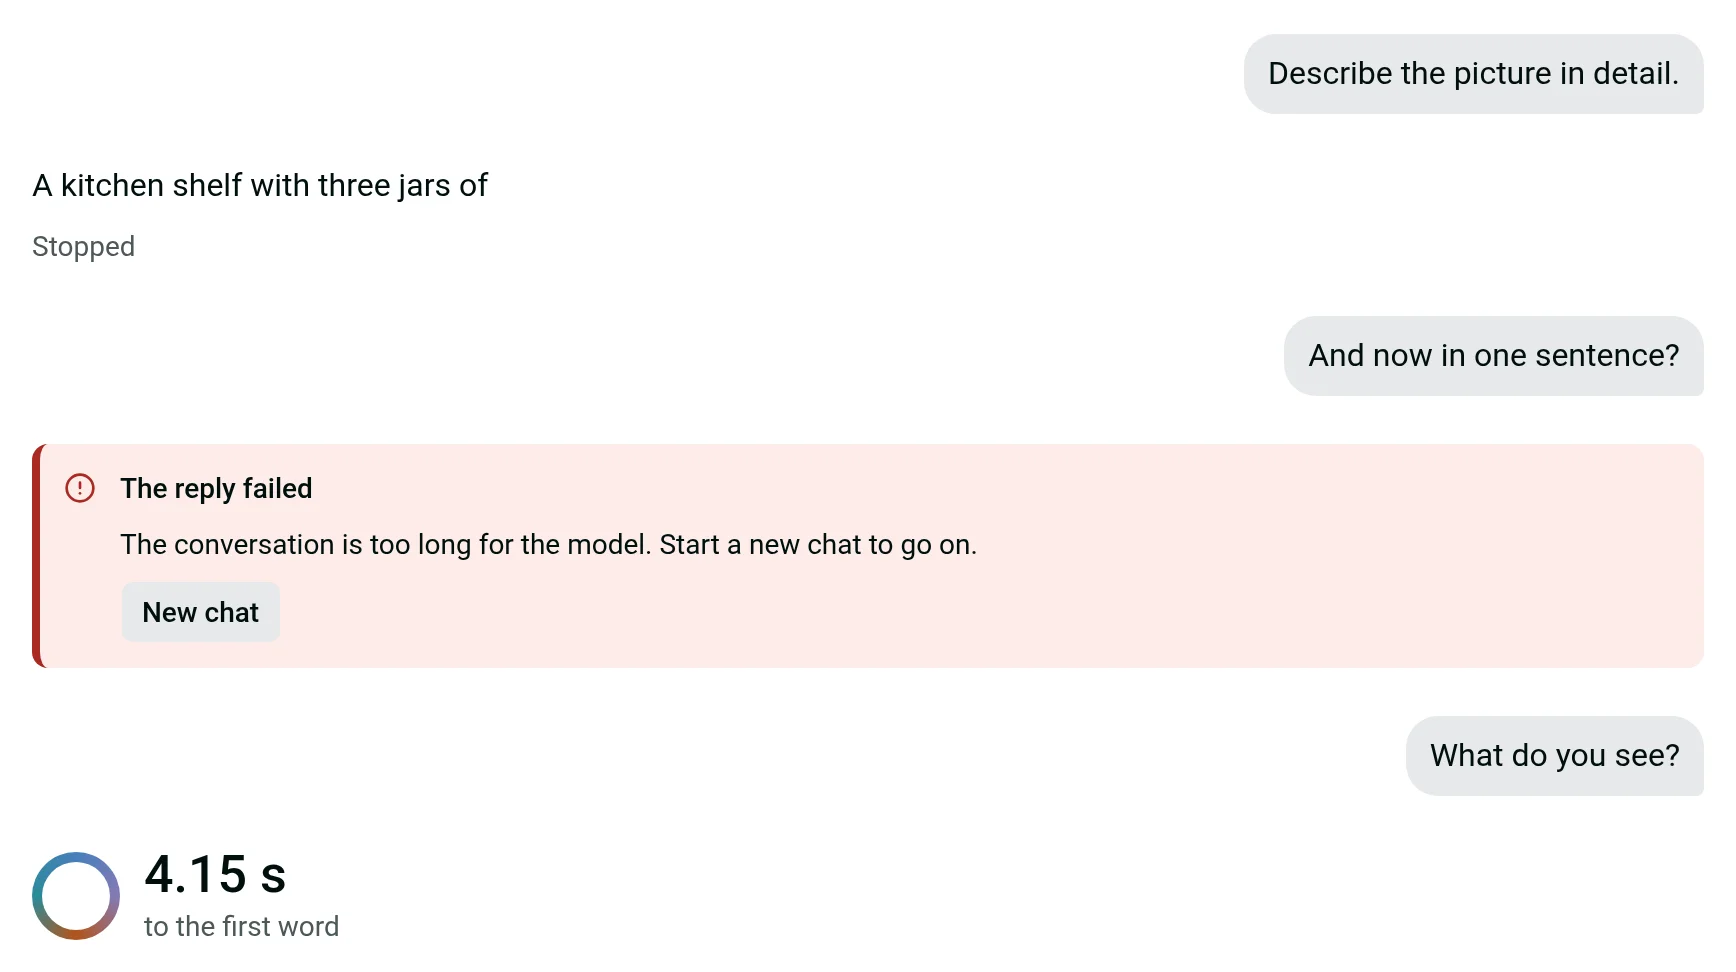 Describe the picture in detail.
A kitchen shelf with three jars of
Stopped
And now in one sentence?
The reply failed
The conversation is too long for the model. Start a new chat to go on.
New chat
What do you see?
4.15 s
to the first word